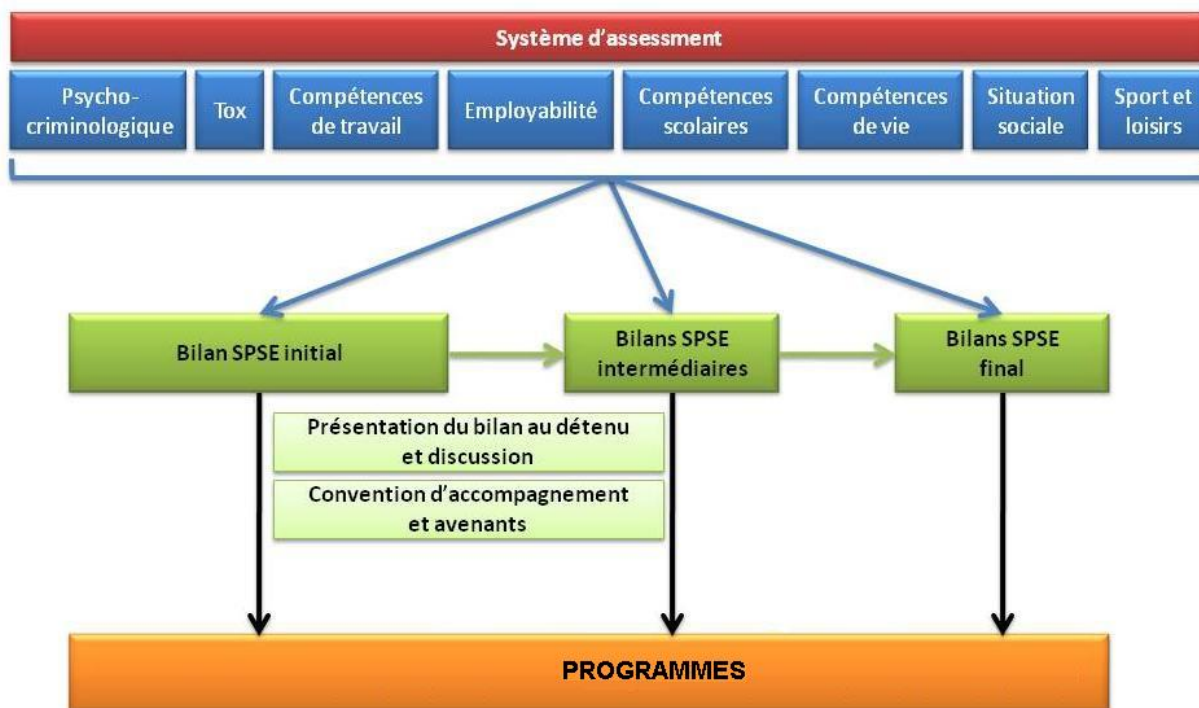 Système d'assessment
Psycho-
criminologique
Tox
Compétences
de travail
Employabilité
Compétences
scolaires
Compétences
de vie
Situation
sociale
Sport et
loisirs
Bilan SPSE initial
Bilans SPSE
intermédiaires
Bilans SPSE
final
Présentation du bilan au détenu
et discussion
Convention d'accompagnement
et avenants
PROGRAMMES